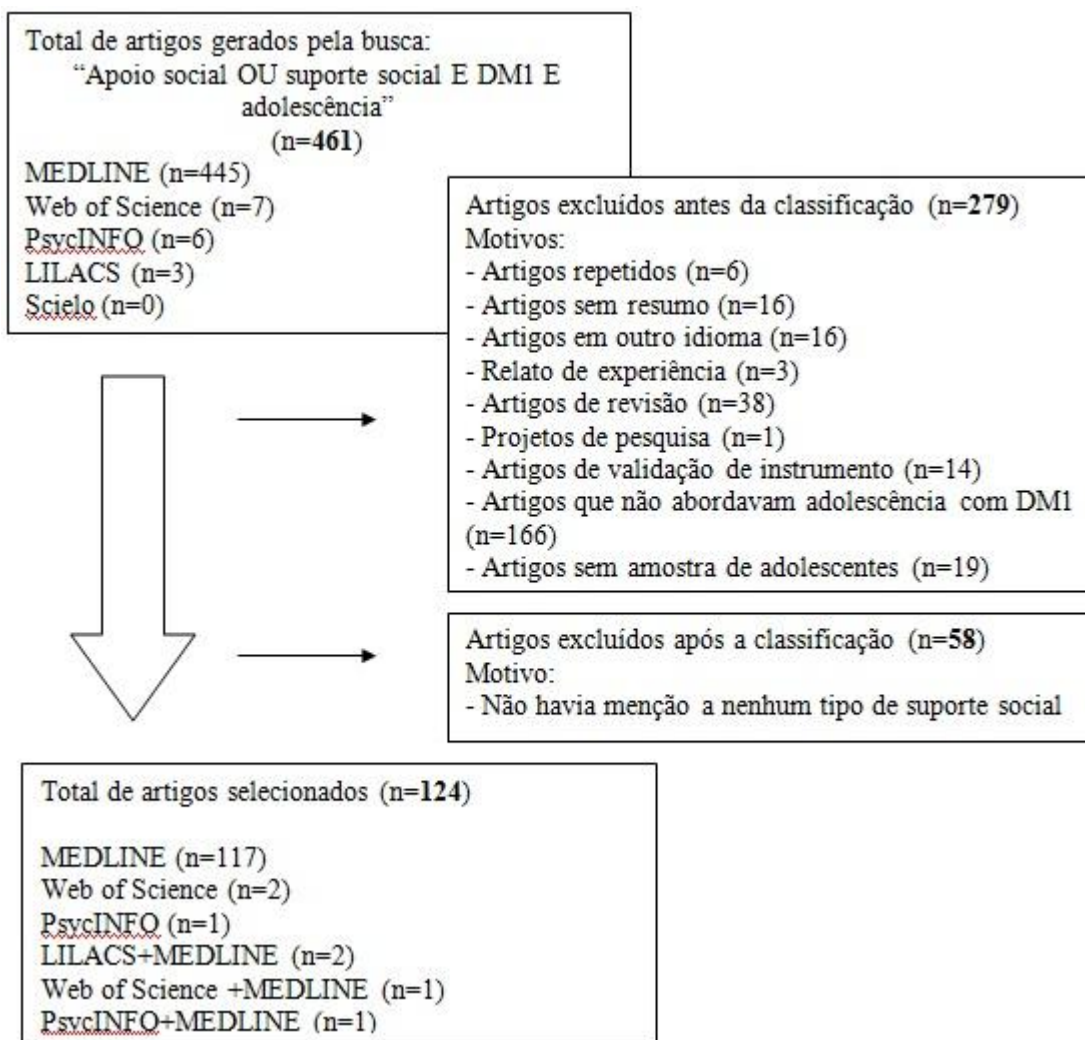 Total de artigos gerados pela busca:
“Apoio social OU suporte social E DM1 E
adolescência”
(n=461)
MEDLINE (n=445)
Web of Science (n=7)
PsycINFO (n=6)
LILACS (n=3)
Scielo (n=0)
Artigos excluídos antes da classificação (n=279)
Motivos:
- Artigos repetidos (n=6)
- Artigos sem resumo (n=16)
- Artigos em outro idioma (n=16)
- Relato de experiência (n=3)
- Artigos de revisão (n=38)
- Projetos de pesquisa (n=1)
- Artigos de validação de instrumento (n=14)
- Artigos que não abordavam adolescência com DM1
(n=166)
- Artigos sem amostra de adolescentes (n=19)
Artigos excluídos após a classificação (n=58)
Motivo:
- Não havia menção a nenhum tipo de suporte social
Total de artigos selecionados (n=124)
MEDLINE (n=117)
Web of Science (n=2)
PsycINFO (n=1)
LILACS+MEDLINE (n=2)
Web of Science +MEDLINE (n=1)
PsycINFO+MEDLINE (n=1)